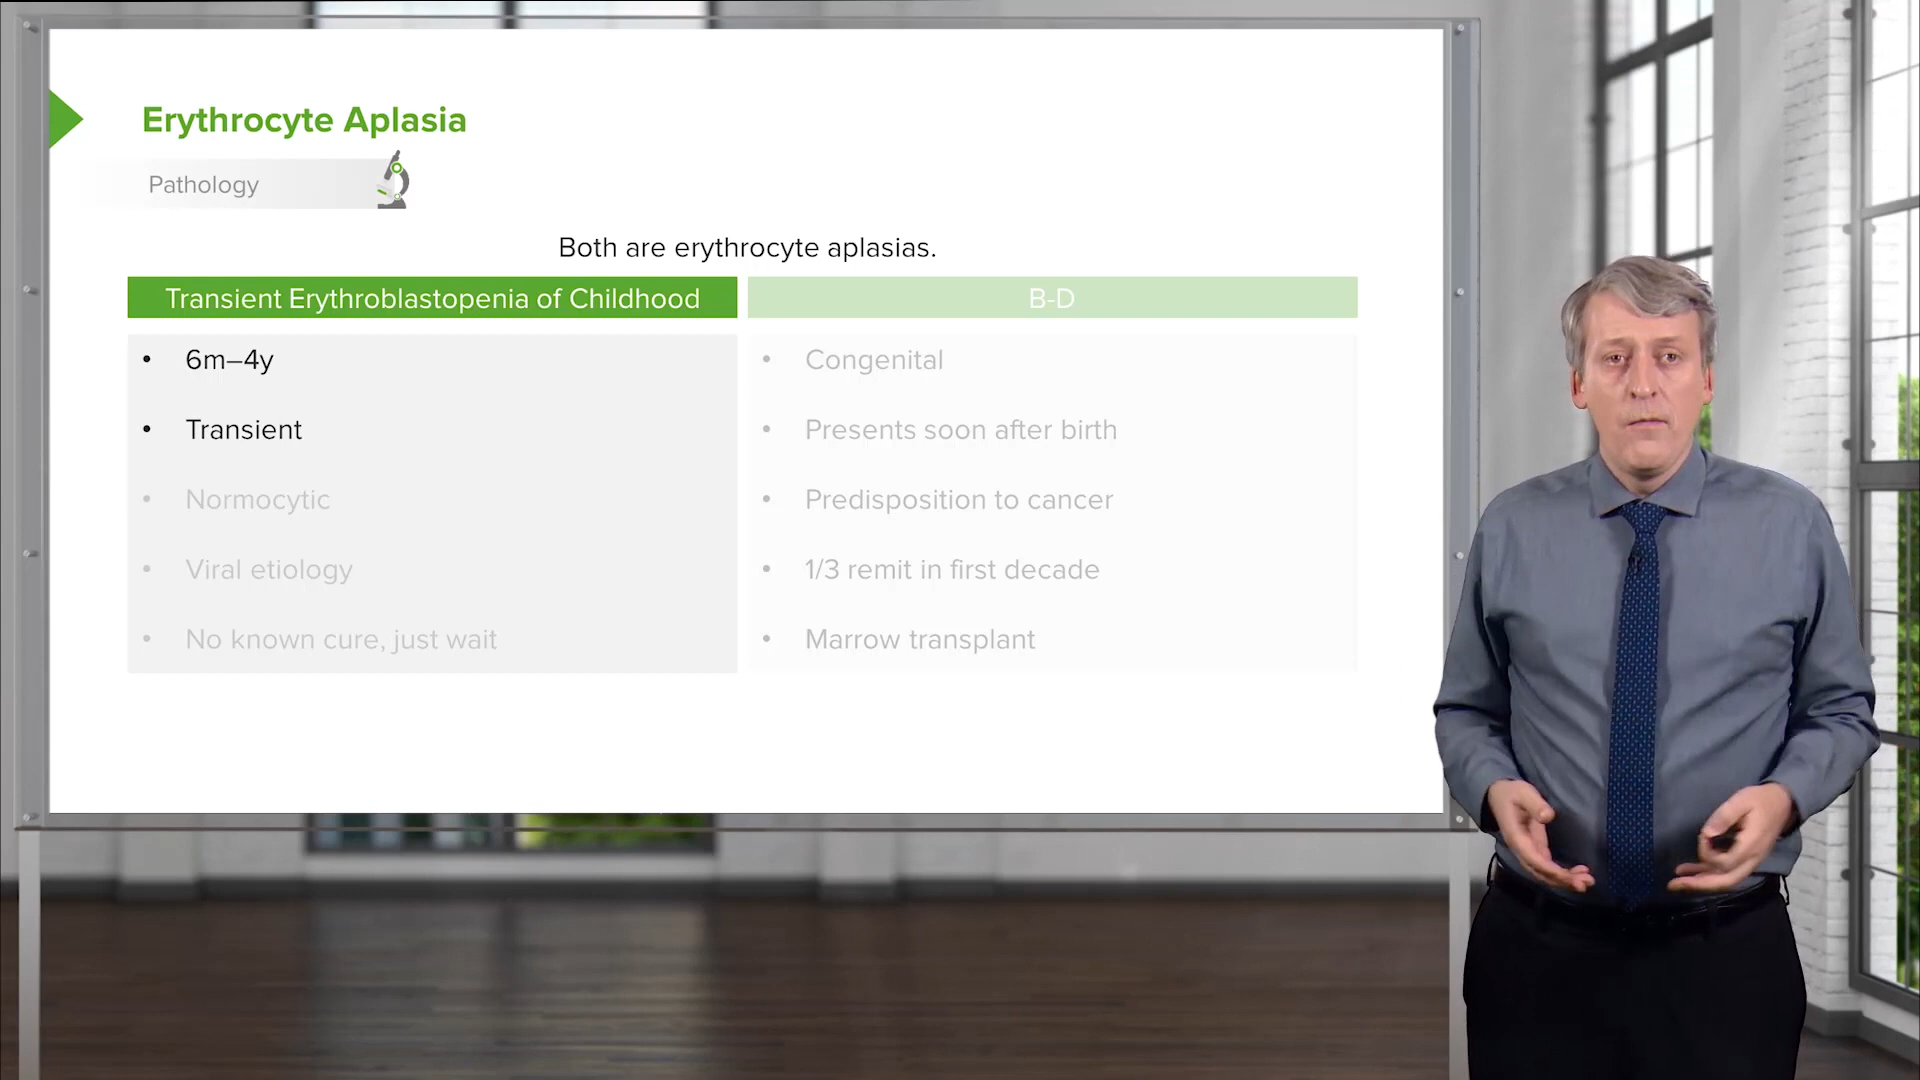 Erythrocyte Aplasia
Pathology
Both are erythrocyte aplasias.
Transient Erythroblastopenia of Childhood
• 6m–4y
• Transient
• Normocytic
• Viral etiology
• No known cure, just wait
B-D
• Congenital
• Presents soon after birth
• Predisposition to cancer
• 1/3 remit in first decade
• Marrow transplant